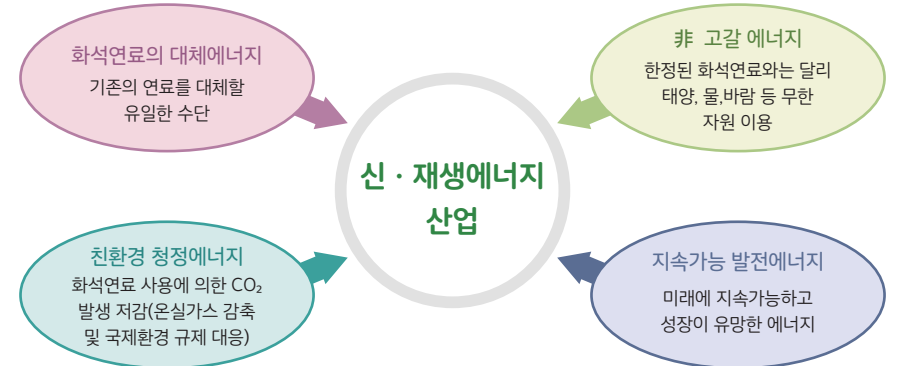 화석연료의 대체에너지
기존의 연료를 대체할
유일한 수단
非 고갈 에너지
한정된 화석연료와는 달리
태양, 물,바람 등 무한
자원 이용
신 · 재생에너지
산업
친환경 청정에너지
화석연료 사용에 의한 CO₂
발생 저감(온실가스 감축
및 국제환경 규제 대응)
지속가능 발전에너지
미래에 지속가능하고
성장이 유망한 에너지